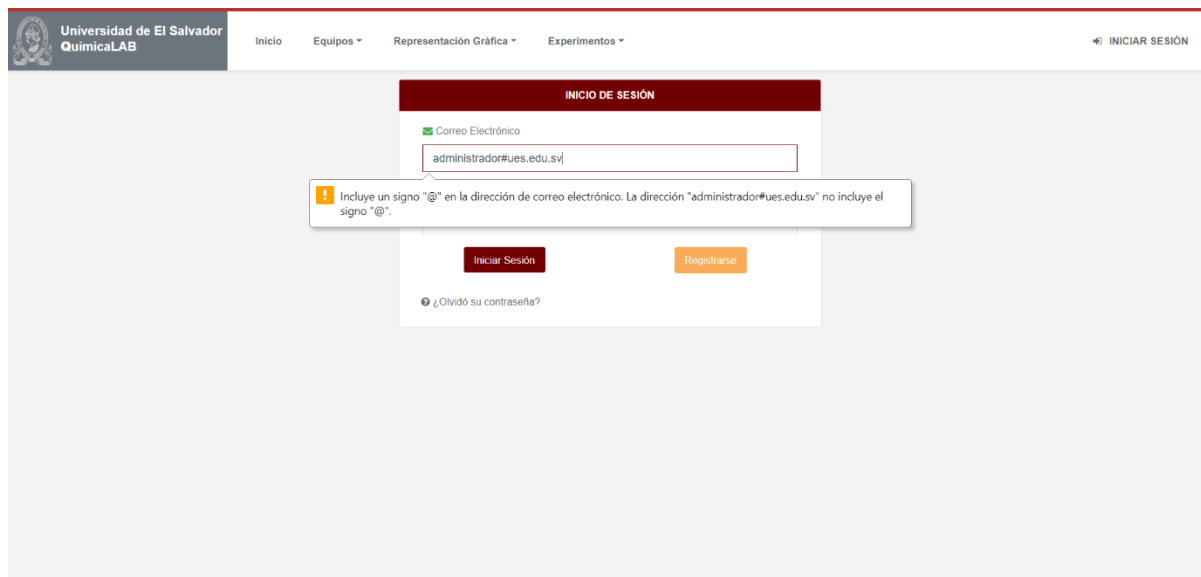 Universidad de El Salvador
QuimicaLAB
Inicio
Equipos
Representación Gráfica
Experimentos
INICIAR SESIÓN
INICIO DE SESIÓN
Correo Electrónico
administrador#ues.edu.sv
Incluye un signo "@" en la dirección de correo electrónico. La dirección "administrador#ues.edu.sv" no incluye el
signo "@".
Iniciar Sesión
Registrarse
¿Olvidó su contraseña?